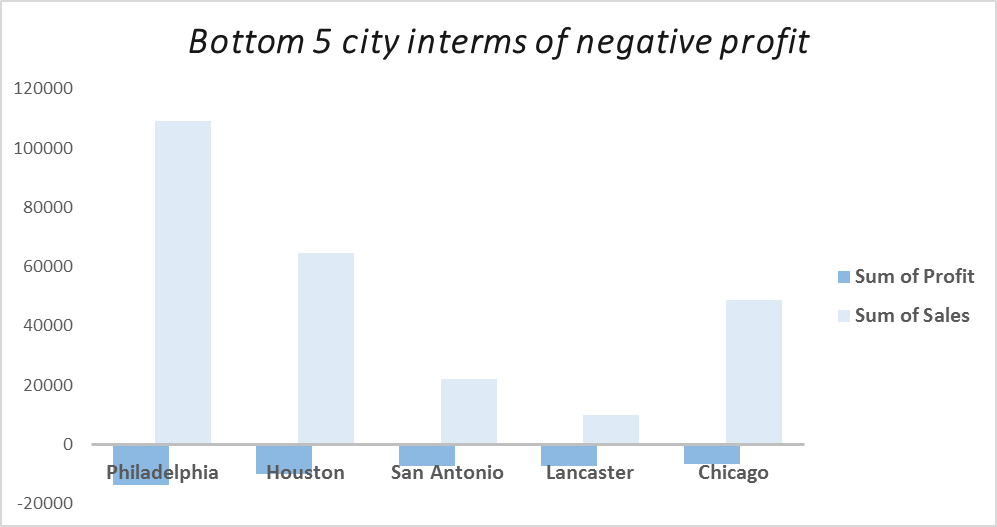 Bottom 5 city interms of negative profit
120000
100000
80000
60000
40000
20000
0
-20000
Philadelphia
Houston
San Antonio
Lancaster
Chicago
Sum of Profit
Sum of Sales